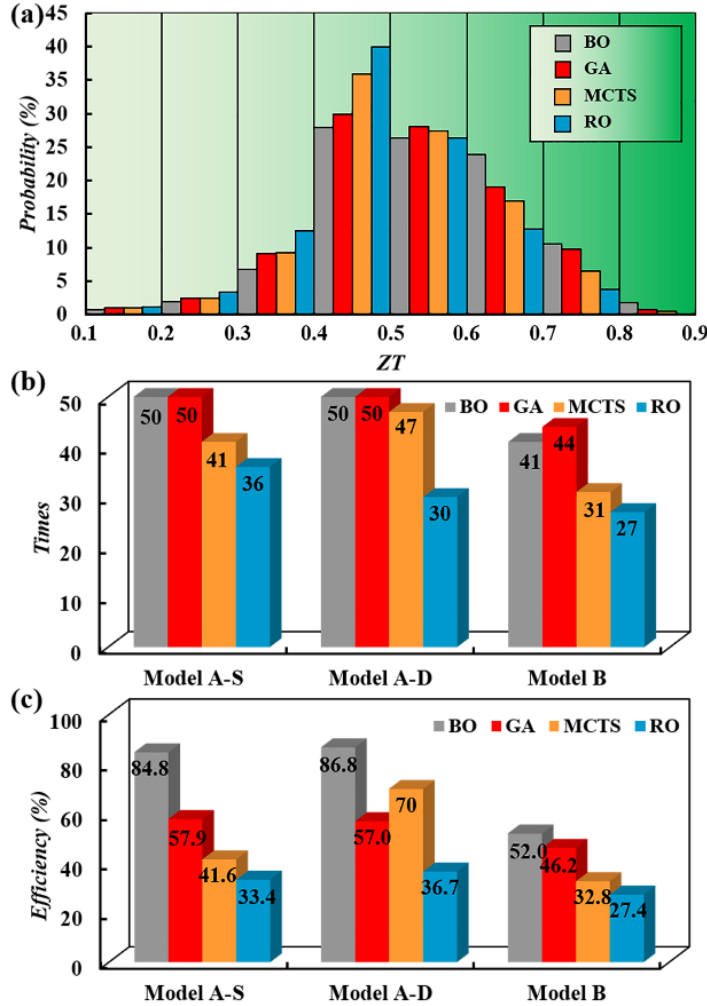 (a)
45
40
35
30
25
20
15
10
5
0
Probability (%)
BO
GA
MCTS
RO
0.1 0.2 0.3 0.4 0.5 0.6 0.7 0.8 0.9
ZT
(b)
50
40
30
20
10
0
Times
BO GA MCTS RO
50 50 41 36
50 50 47 30
41 44 31 27
Model A-S Model A-D Model B
(c)
100
80
60
40
20
0
Efficiency (%)
BO GA MCTS RO
84.8 57.9 41.6 33.4
86.8 57.0 70 36.7
52.0 46.2 32.8 27.4
Model A-S Model A-D Model B